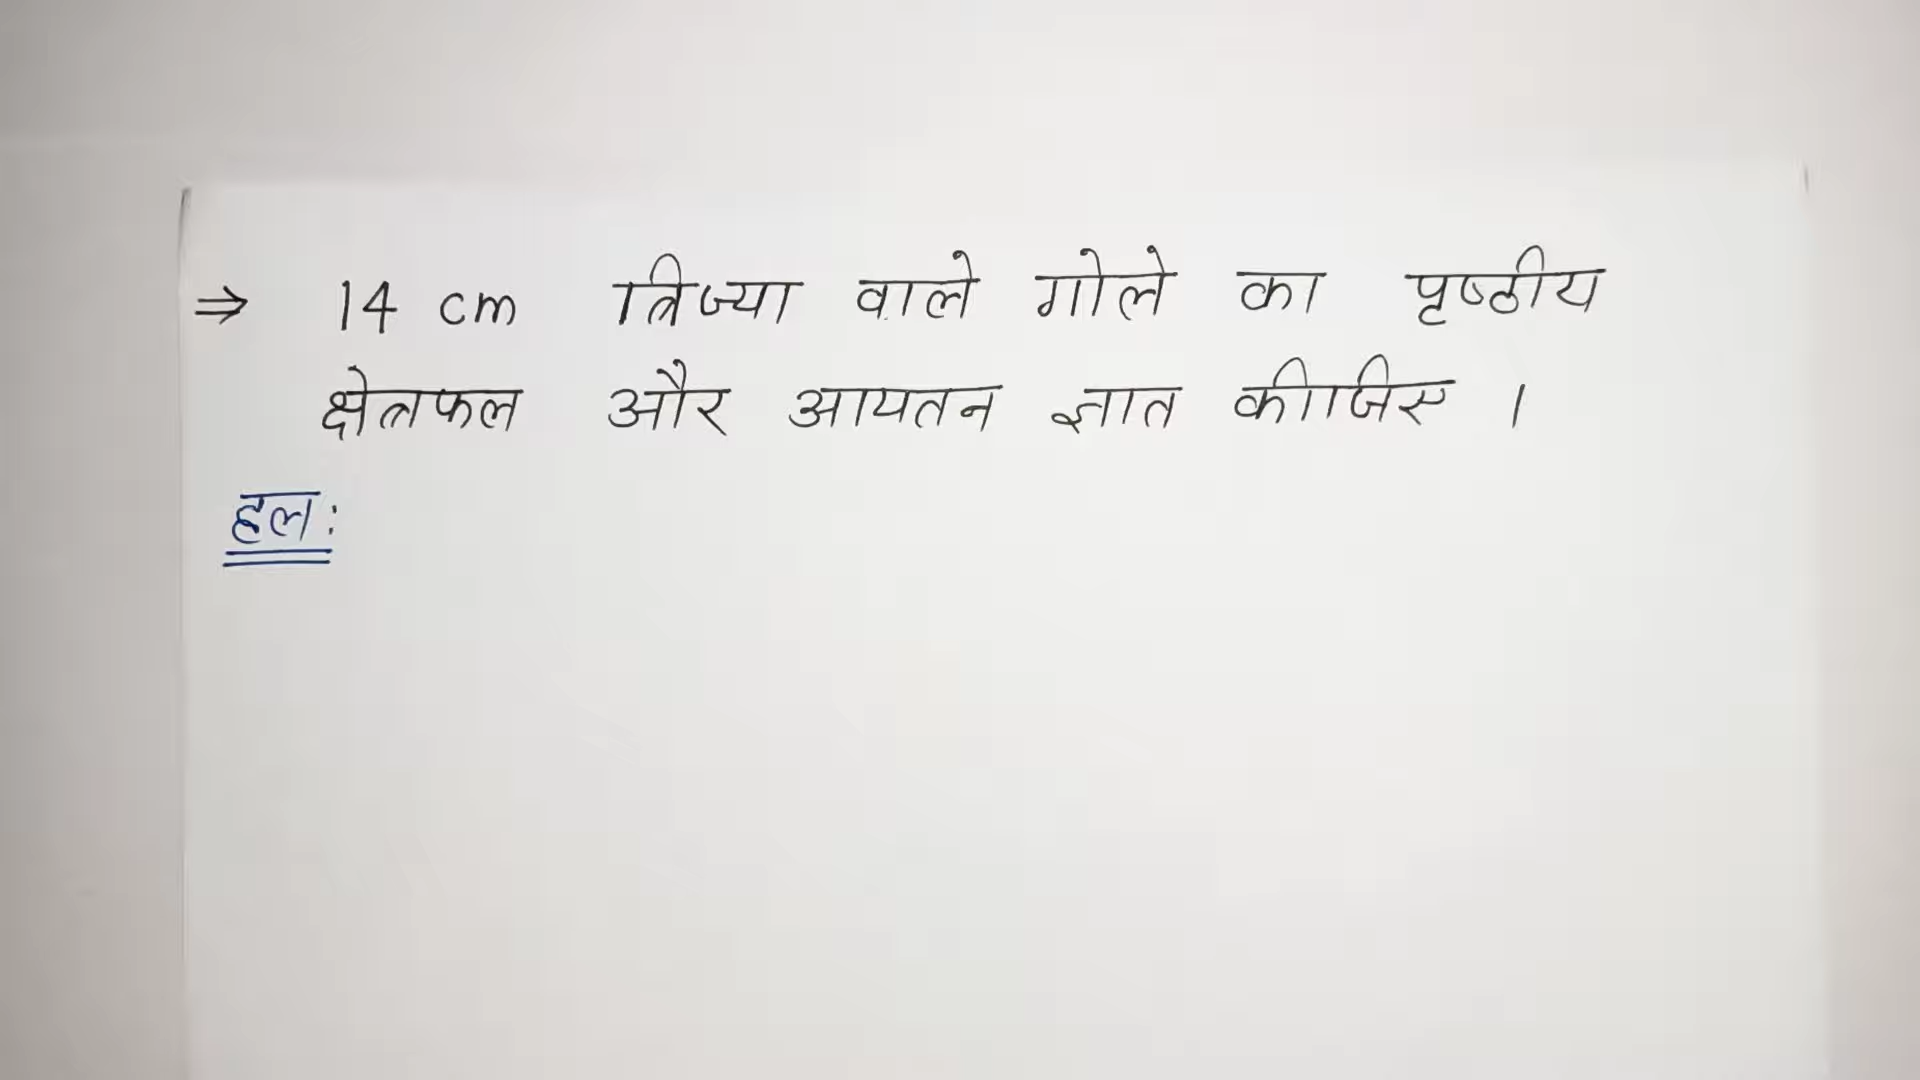 ⇒ 14 cm त्रिज्या वाले गोले का पृष्ठीय
क्षेत्रफल और आयतन ज्ञात कीजिए ।
हल: